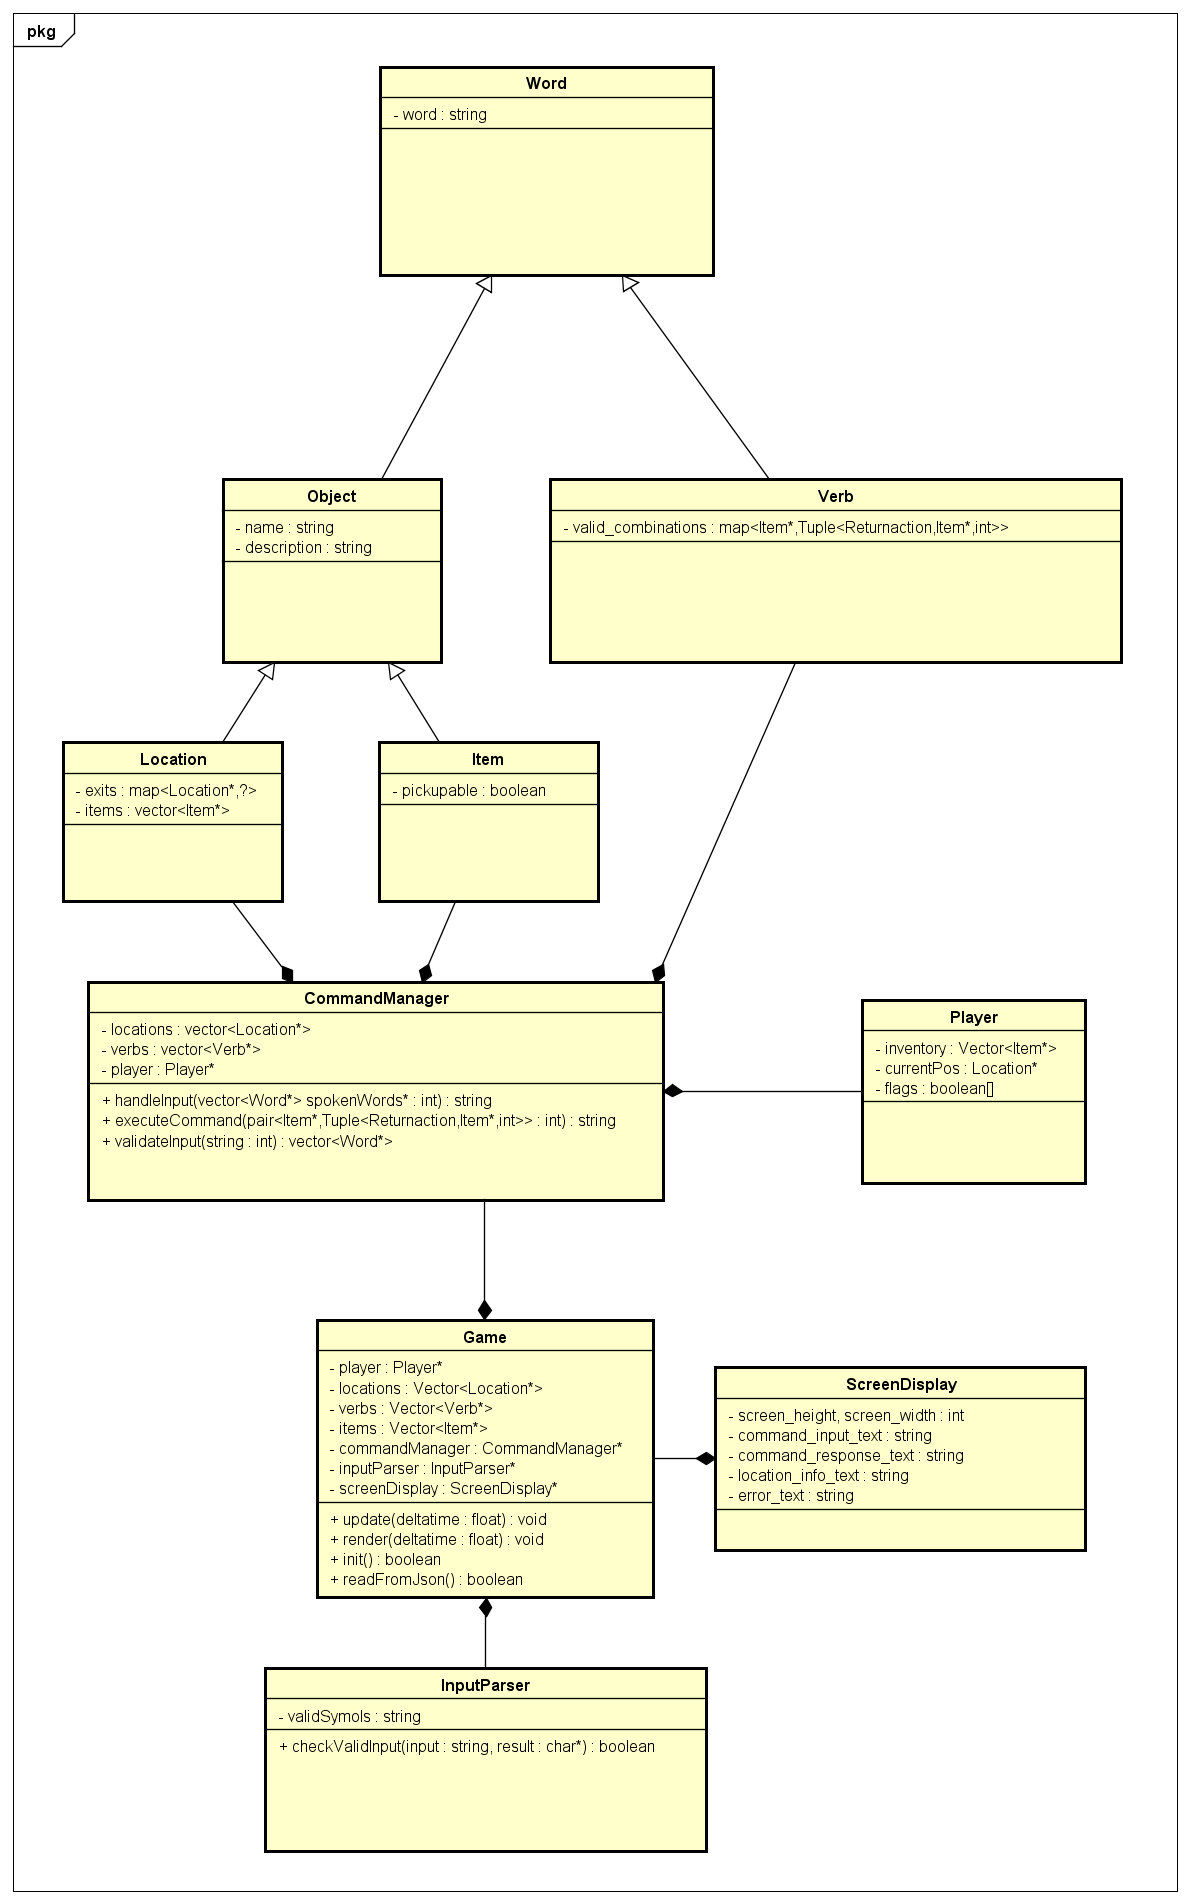 pkg
Word
- word : string
Object
- name : string
- description : string
Verb
- valid_combinations : map<Item*,Tuple<Returnaction,Item*,int>>
Location
- exits : map<Location*,?>
- items : vector<Item*>
Item
- pickupable : boolean
CommandManager
- locations : vector<Location*>
- verbs : vector<Verb*>
- player : Player*
+ handleInput(vector<Word*> spokenWords* : int) : string
+ executeCommand(pair<Item*,Tuple<Returnaction,Item*,int>> : int) : string
+ validateInput(string : int) : vector<Word*>
Player
- inventory : Vector<Item*>
- currentPos : Location*
- flags : boolean[]
Game
- player : Player*
- locations : Vector<Location*>
- verbs : Vector<Verb*>
- items : Vector<Item*>
- commandManager : CommandManager*
- inputParser : InputParser*
- screenDisplay : ScreenDisplay*
+ update(deltatime : float) : void
+ render(deltatime : float) : void
+ init() : boolean
+ readFromJson() : boolean
ScreenDisplay
- screen_height, screen_width : int
- command_input_text : string
- command_response_text : string
- location_info_text : string
- error_text : string
InputParser
- validSymols : string
+ checkValidInput(input : string, result : char*) : boolean